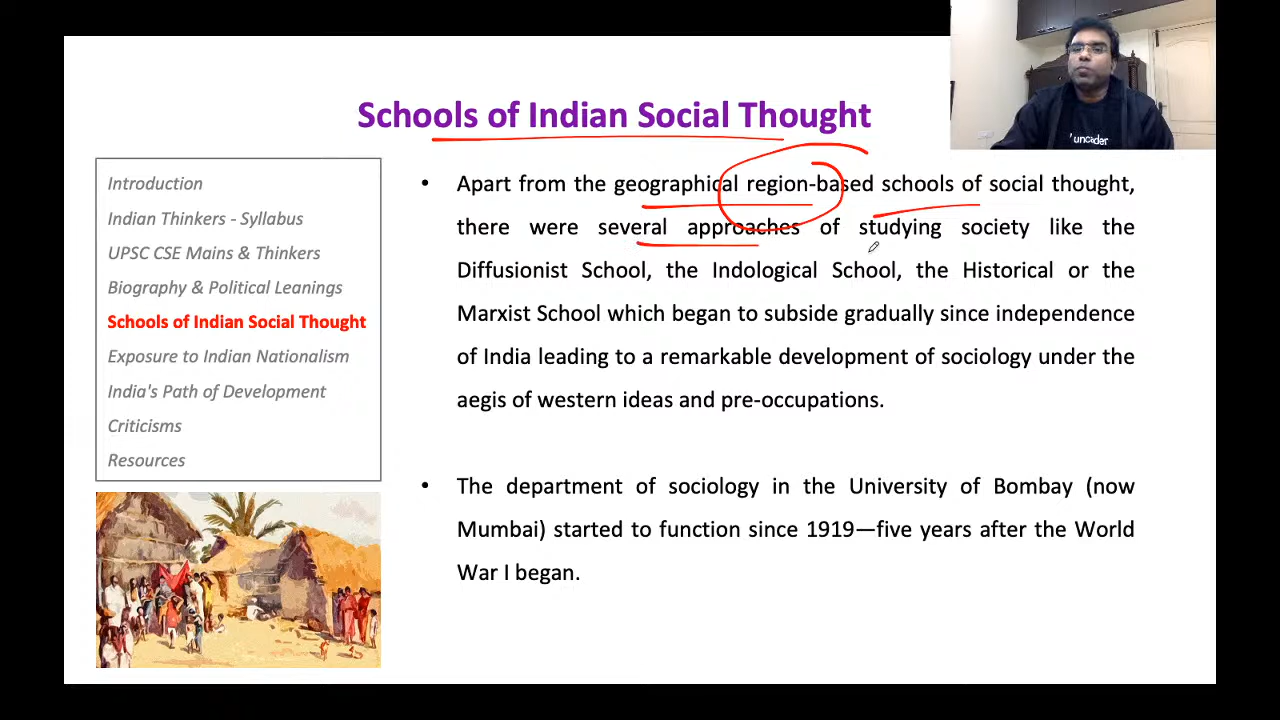 Schools of Indian Social Thought
' uncader
Introduction
Indian Thinkers - Syllabus
UPSC CSE Mains & Thinkers
Biography & Political Leanings
Schools of Indian Social Thought
Exposure to Indian Nationalism
India's Path of Development
Criticisms
Resources
• Apart from the geographical region-based schools of social thought,
there were several approaches of studying society like the
Diffusionist School, the Indological School, the Historical or the
Marxist School which began to subside gradually since independence
of India leading to a remarkable development of sociology under the
aegis of western ideas and pre-occupations.
• The department of sociology in the University of Bombay (now
Mumbai) started to function since 1919—five years after the World
War I began.